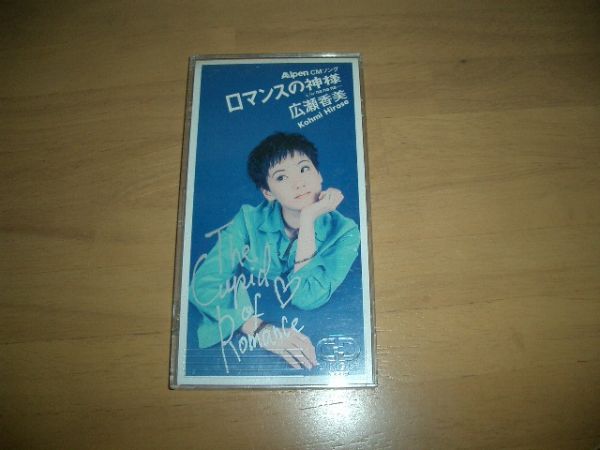 Alpen CMソング
ロマンスの神様
広瀬香美
Kohmi Hirose
The
Cupid
of
Romance